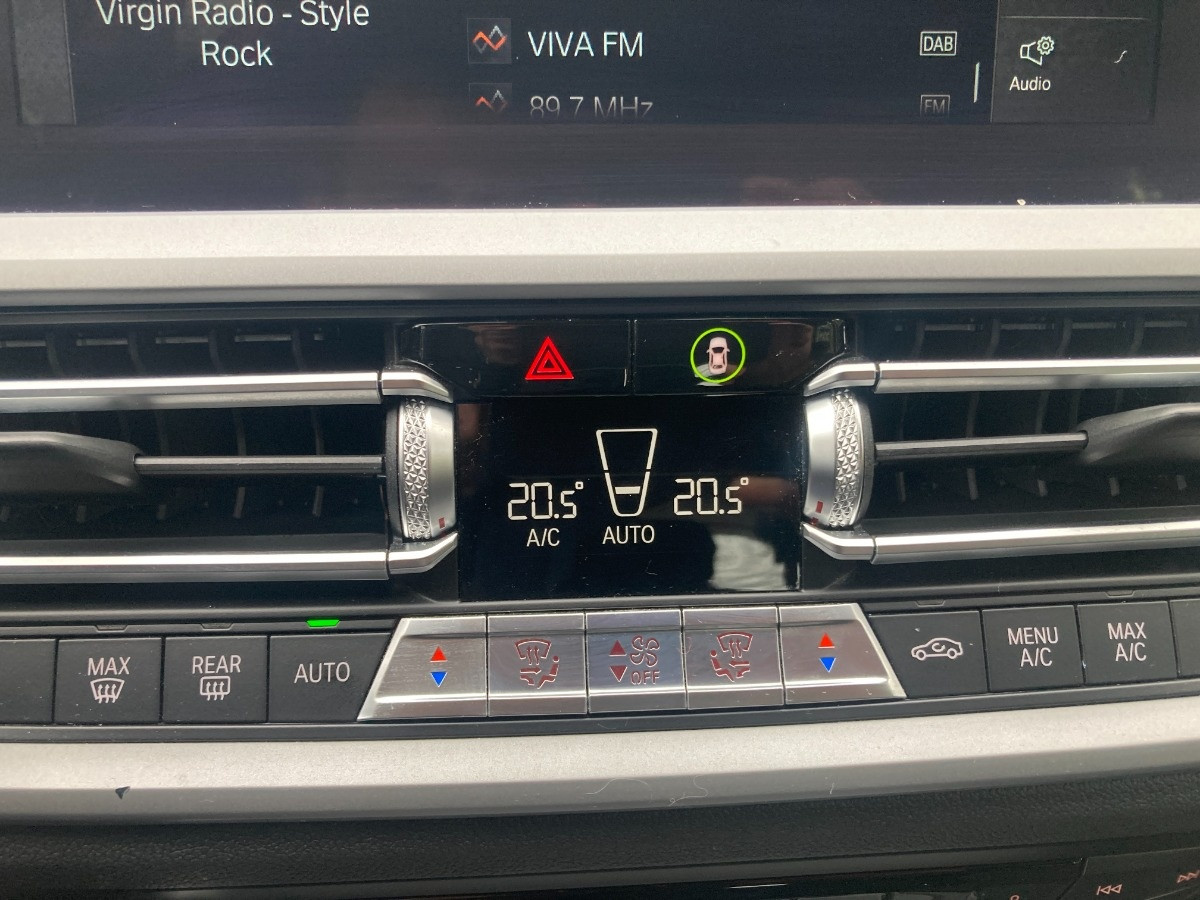 Virgin Radio - Style
Rock
VIVA FM
DAB
89.7 MHz
FM
Audio
20.5°
A/C
AUTO
20.5°
MAX
REAR
AUTO
OFF
MENU
A/C
MAX
A/C